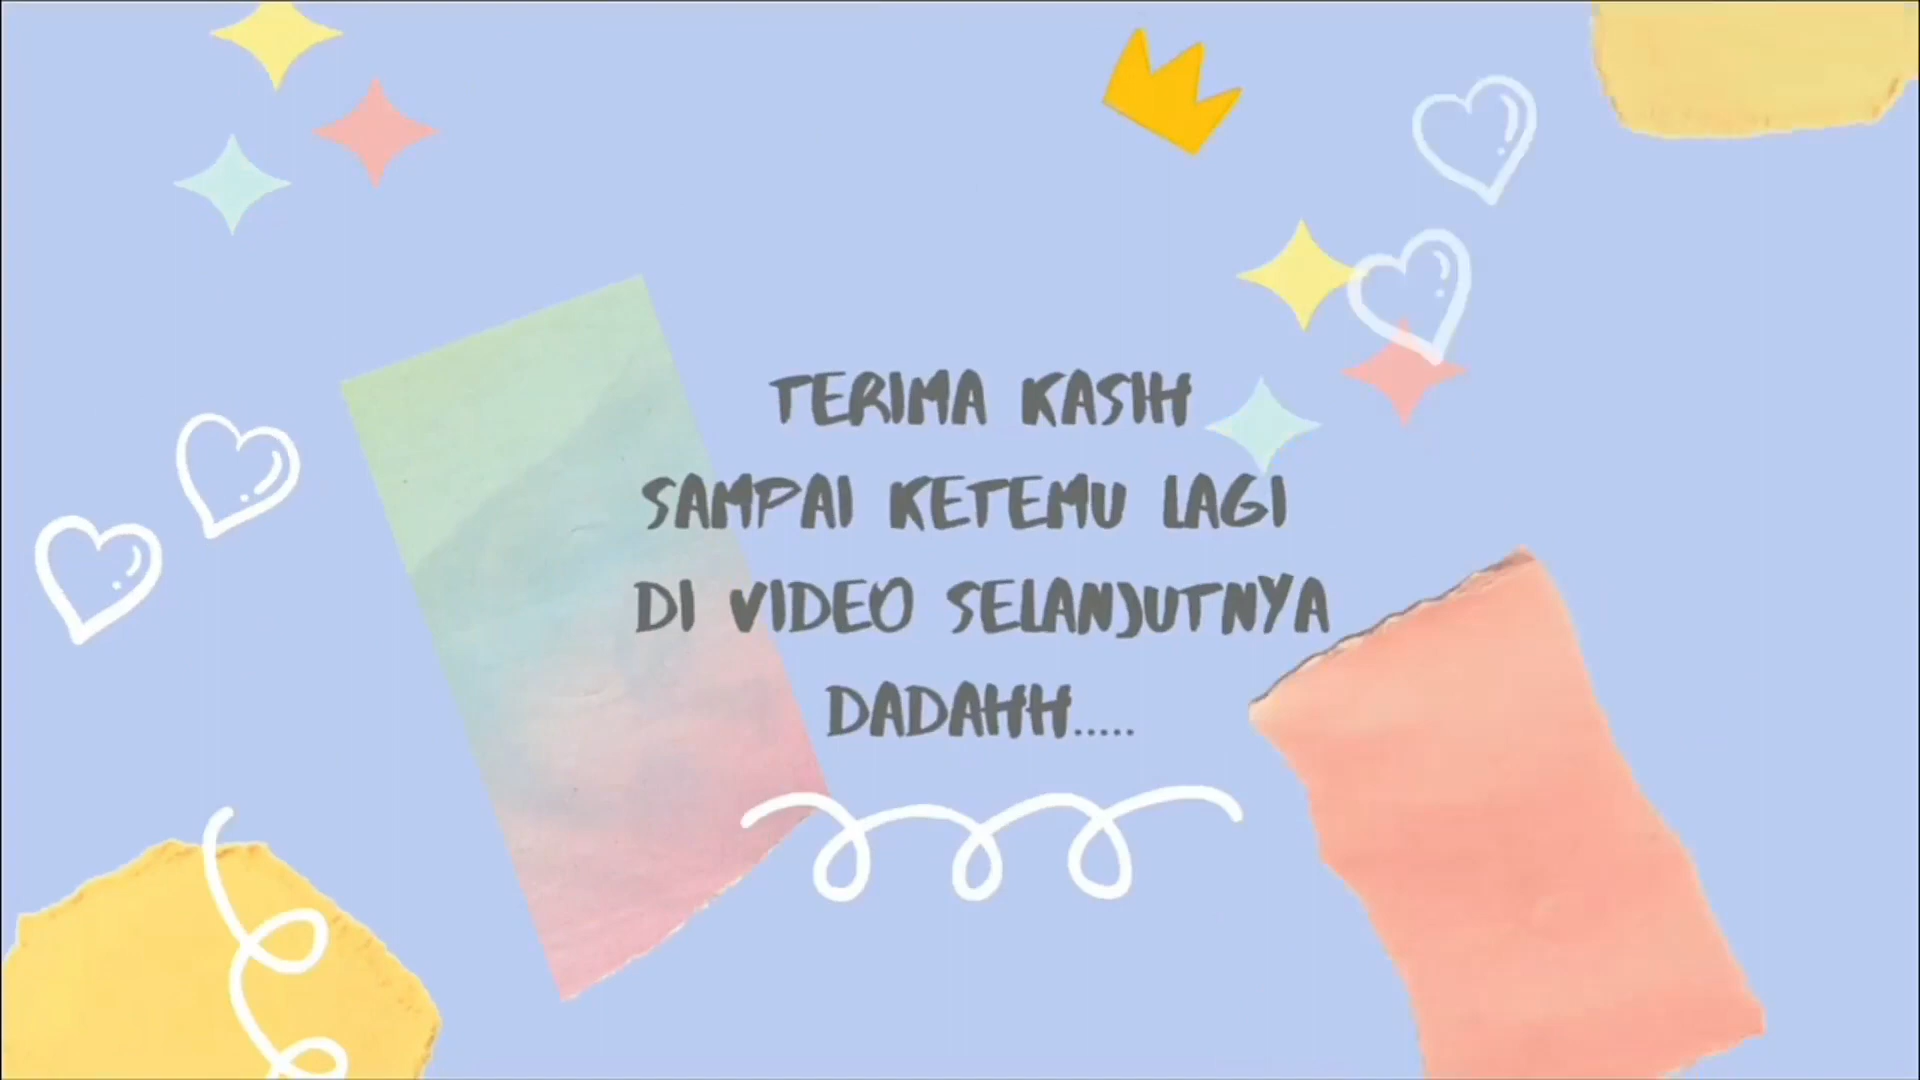 TERIMA KASIH
SAMPAI KETEMU LAGI
DI VIDEO SELANJUTNYA
DADAHH.....